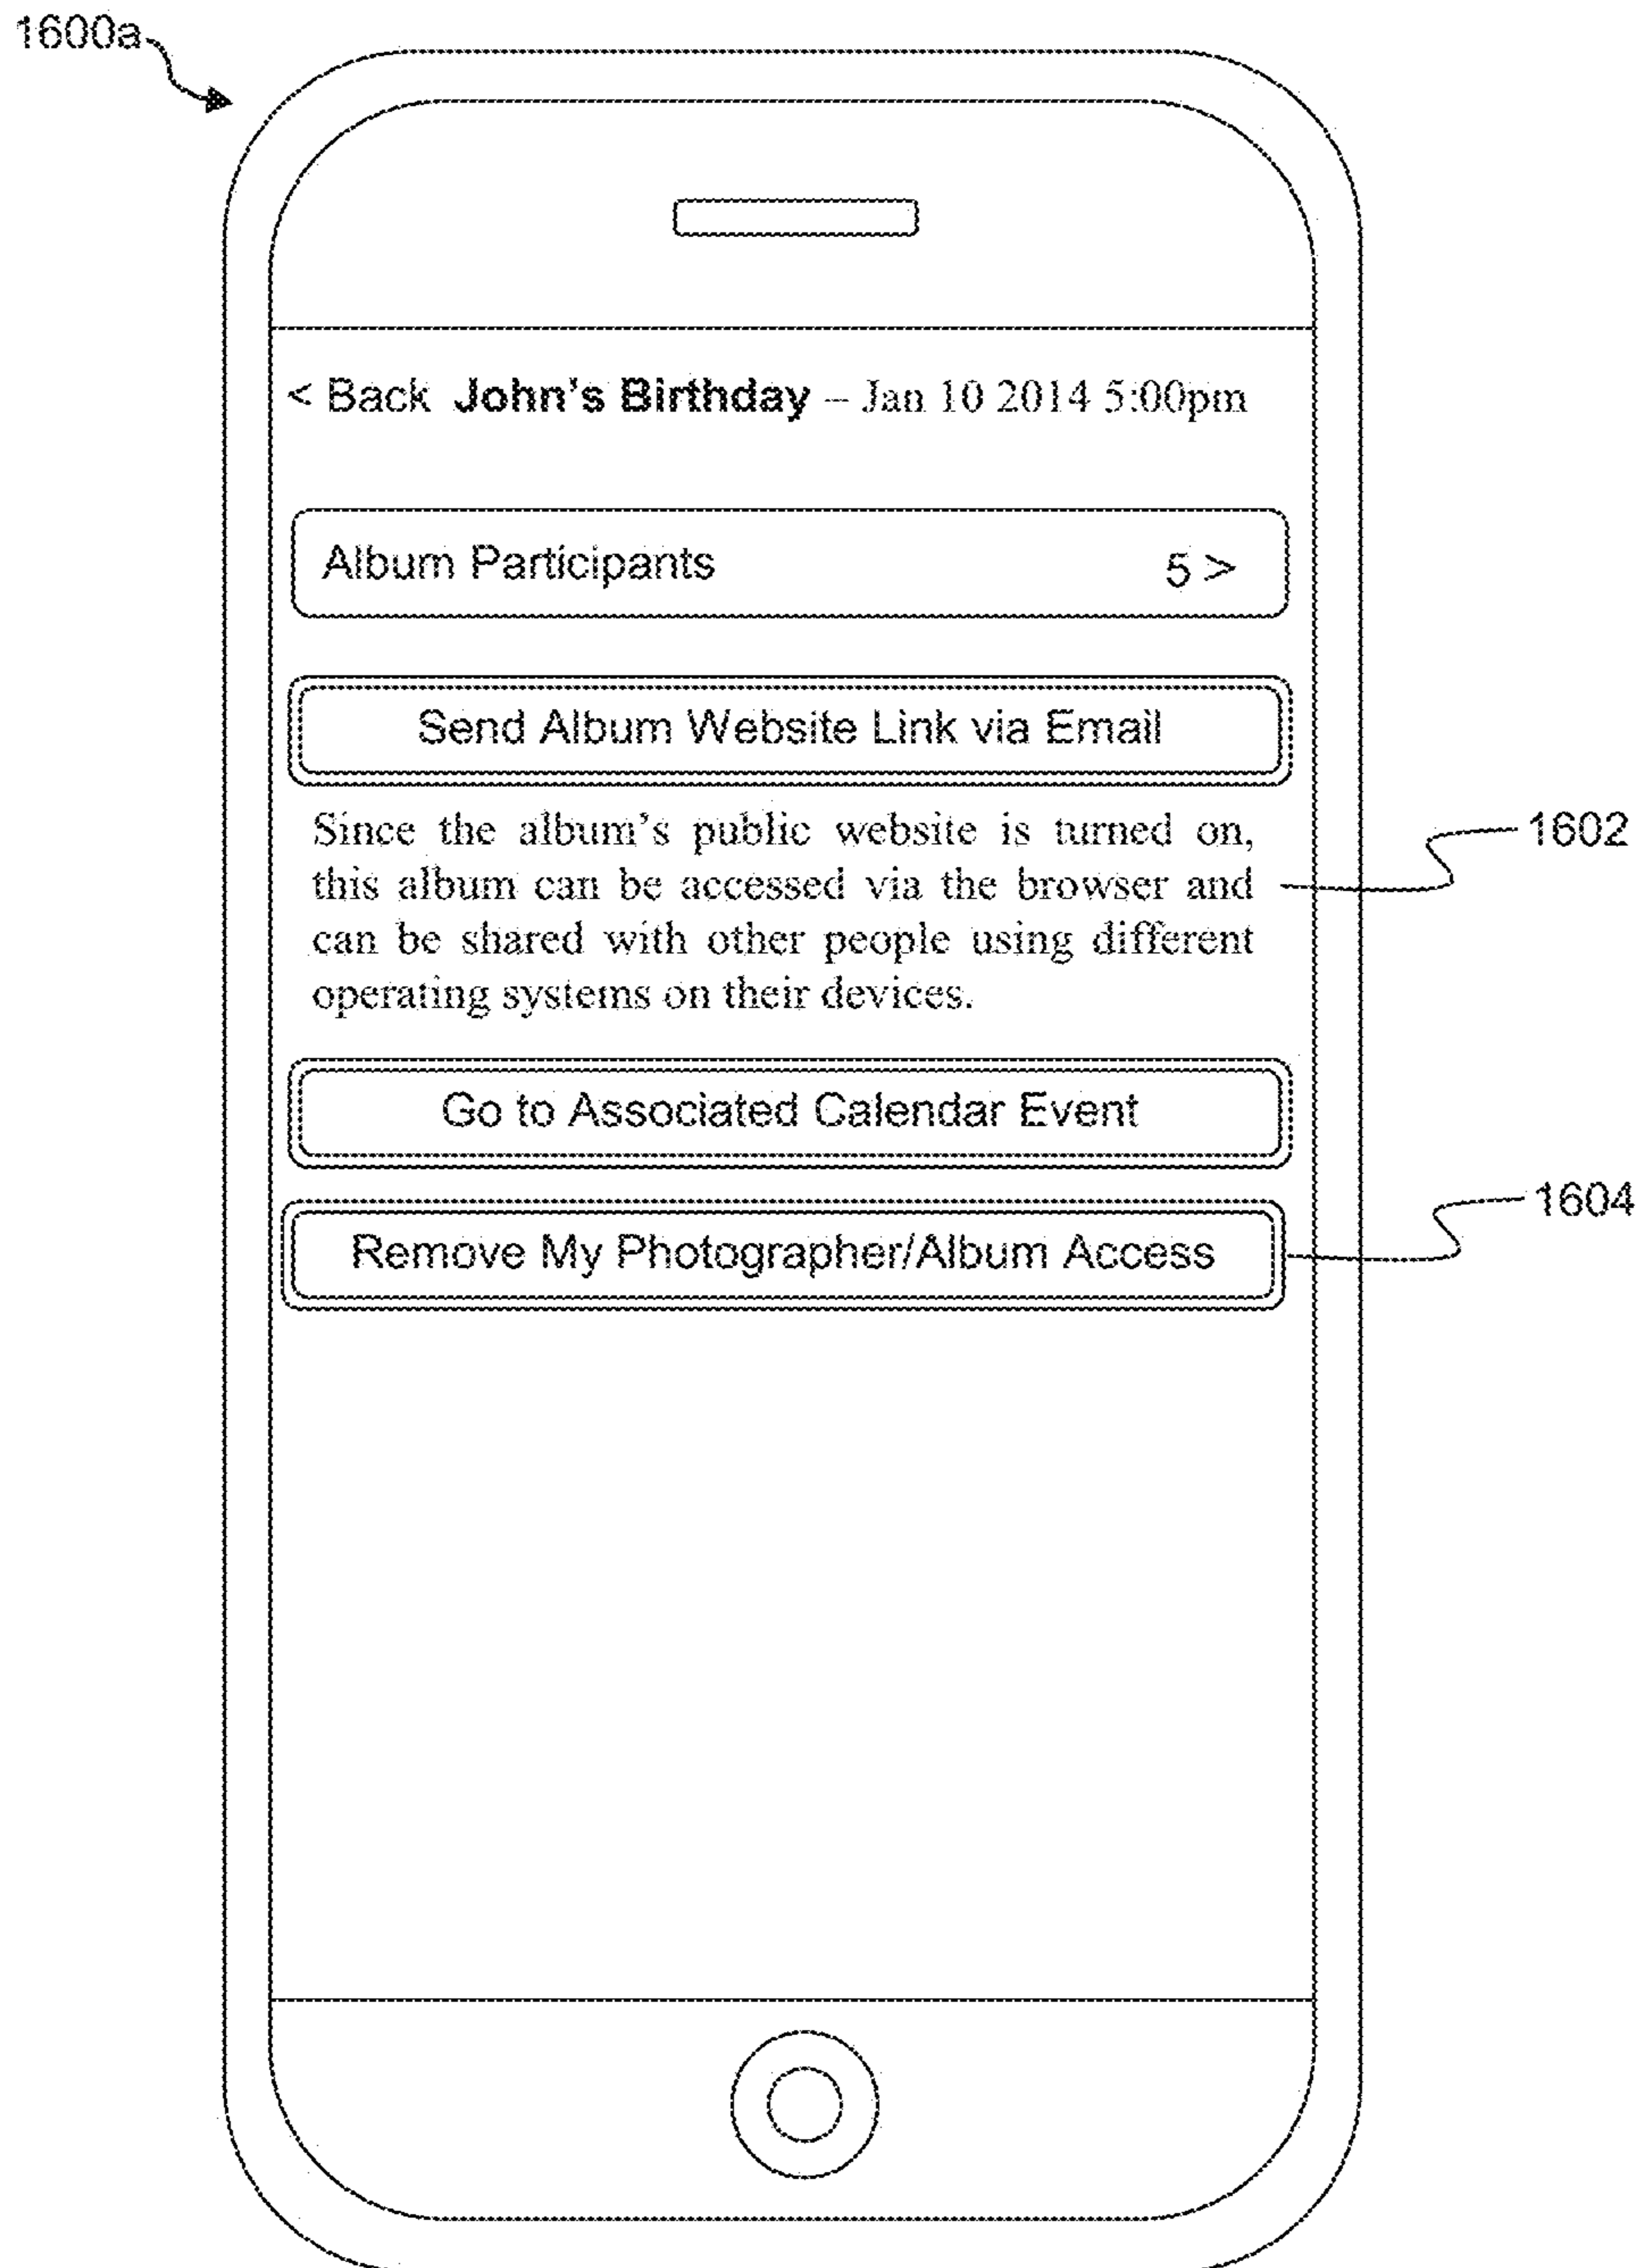 1600a
< Back John's Birthday – Jan 10 2014 5:00pm
Album Participants 5 >
Send Album Website Link via Email
Since the album's public website is turned on,
1602
this album can be accessed via the browser and
can be shared with other people using different
operating systems on their devices.
Go to Associated Calendar Event
1604
Remove My Photographer/Album Access